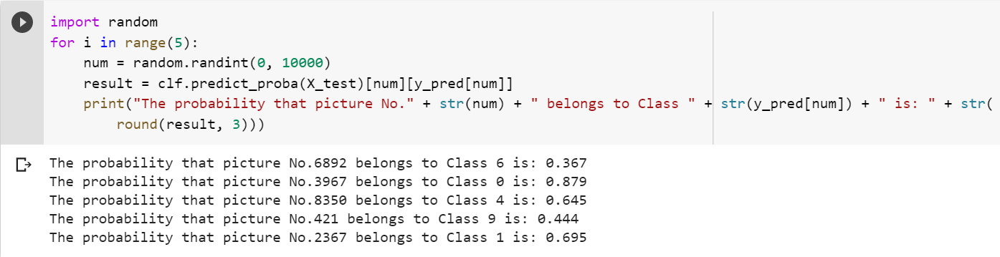 import random
for i in range(5):
    num = random.randint(0, 10000)
    result = clf.predict_proba(X_test)[num][y_pred[num]]
    print("The probability that picture No." + str(num) + " belongs to Class " + str(y_pred[num]) + " is: " + str(
        round(result, 3)))
The probability that picture No.6892 belongs to Class 6 is: 0.367
The probability that picture No.3967 belongs to Class 0 is: 0.879
The probability that picture No.8350 belongs to Class 4 is: 0.645
The probability that picture No.421 belongs to Class 9 is: 0.444
The probability that picture No.2367 belongs to Class 1 is: 0.695